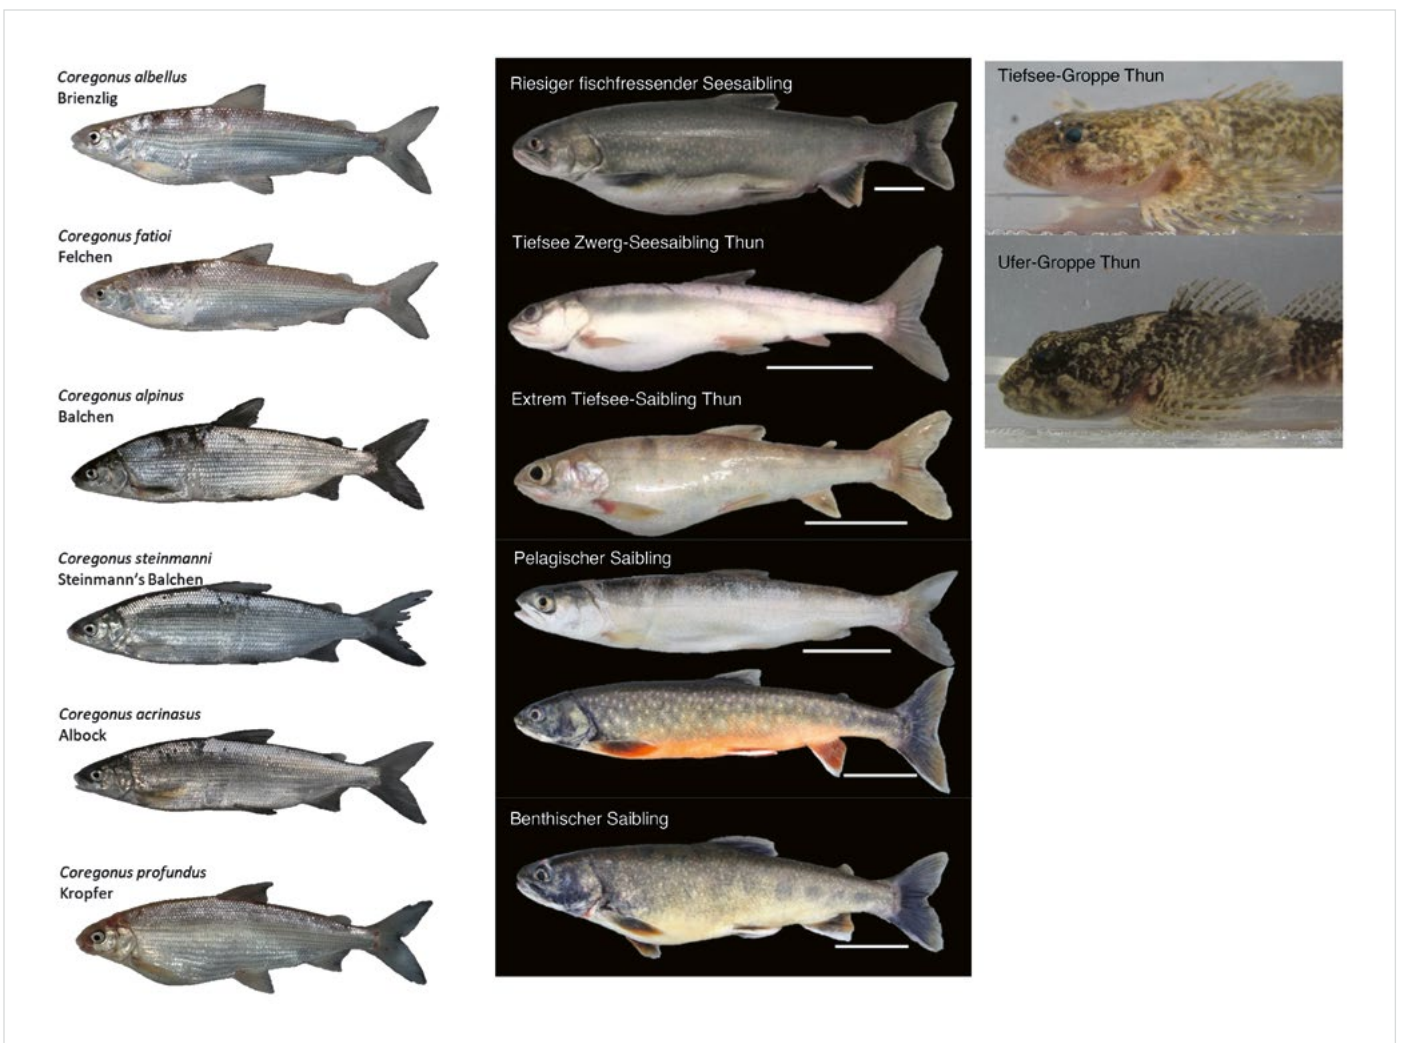 Coregonus albellus
Brienzlig
Coregonus fatioi
Felchen
Coregonus alpinus
Balchen
Coregonus steinmanni
Steinmann's Balchen
Coregonus acrinasus
Albock
Coregonus profundus
Kropfer
Riesiger fischfressender Seesaibling
Tiefsee Zwerg-Seesaibling Thun
Extrem Tiefsee-Saibling Thun
Pelagischer Saibling
Benthischer Saibling
Tiefsee-Groppe Thun
Ufer-Groppe Thun